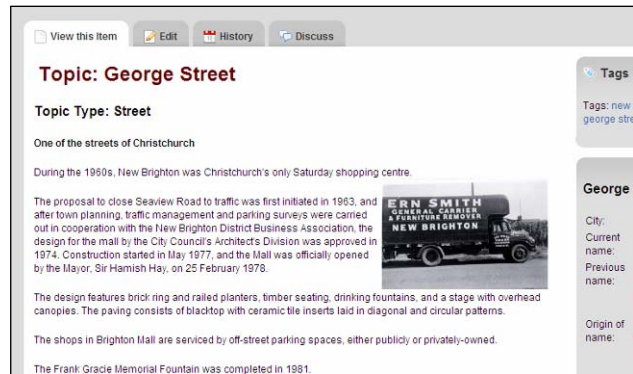 View this Item
Edit
History
Discuss
Topic: George Street
Topic Type: Street
One of the streets of Christchurch
During the 1960s, New Brighton was Christchurch's only Saturday shopping centre.
The proposal to close Seaview Road to traffic was first initiated in 1963, and
after town planning, traffic management and parking surveys were carried
out in cooperation with the New Brighton District Business Association, the
design for the mall by the City Council's Architects Division was approved in
1974. Construction started in May 1977, and the Mall was officially opened
by the Mayor, Sir Hamish Hay, on 25 February 1978.
ERN SMITH
GENERAL CARRIER
& FURNITURE REMOVER
NEW BRIGHTON
The design features brick ring and railed planters, timber seating, drinking fountains, and a stage with overhead
canopies. The paving consists of blacktop with ceramic tile inserts laid in diagonal and circular patterns.
The shops in Brighton Mall are serviced by off-street parking spaces, either publicly or privately-owned.
The Frank Gracie Memorial Fountain was completed in 1981.
Tags
Tags: new
george stre
George
City:
Current
name:
Previous
name:
Origin of
name: